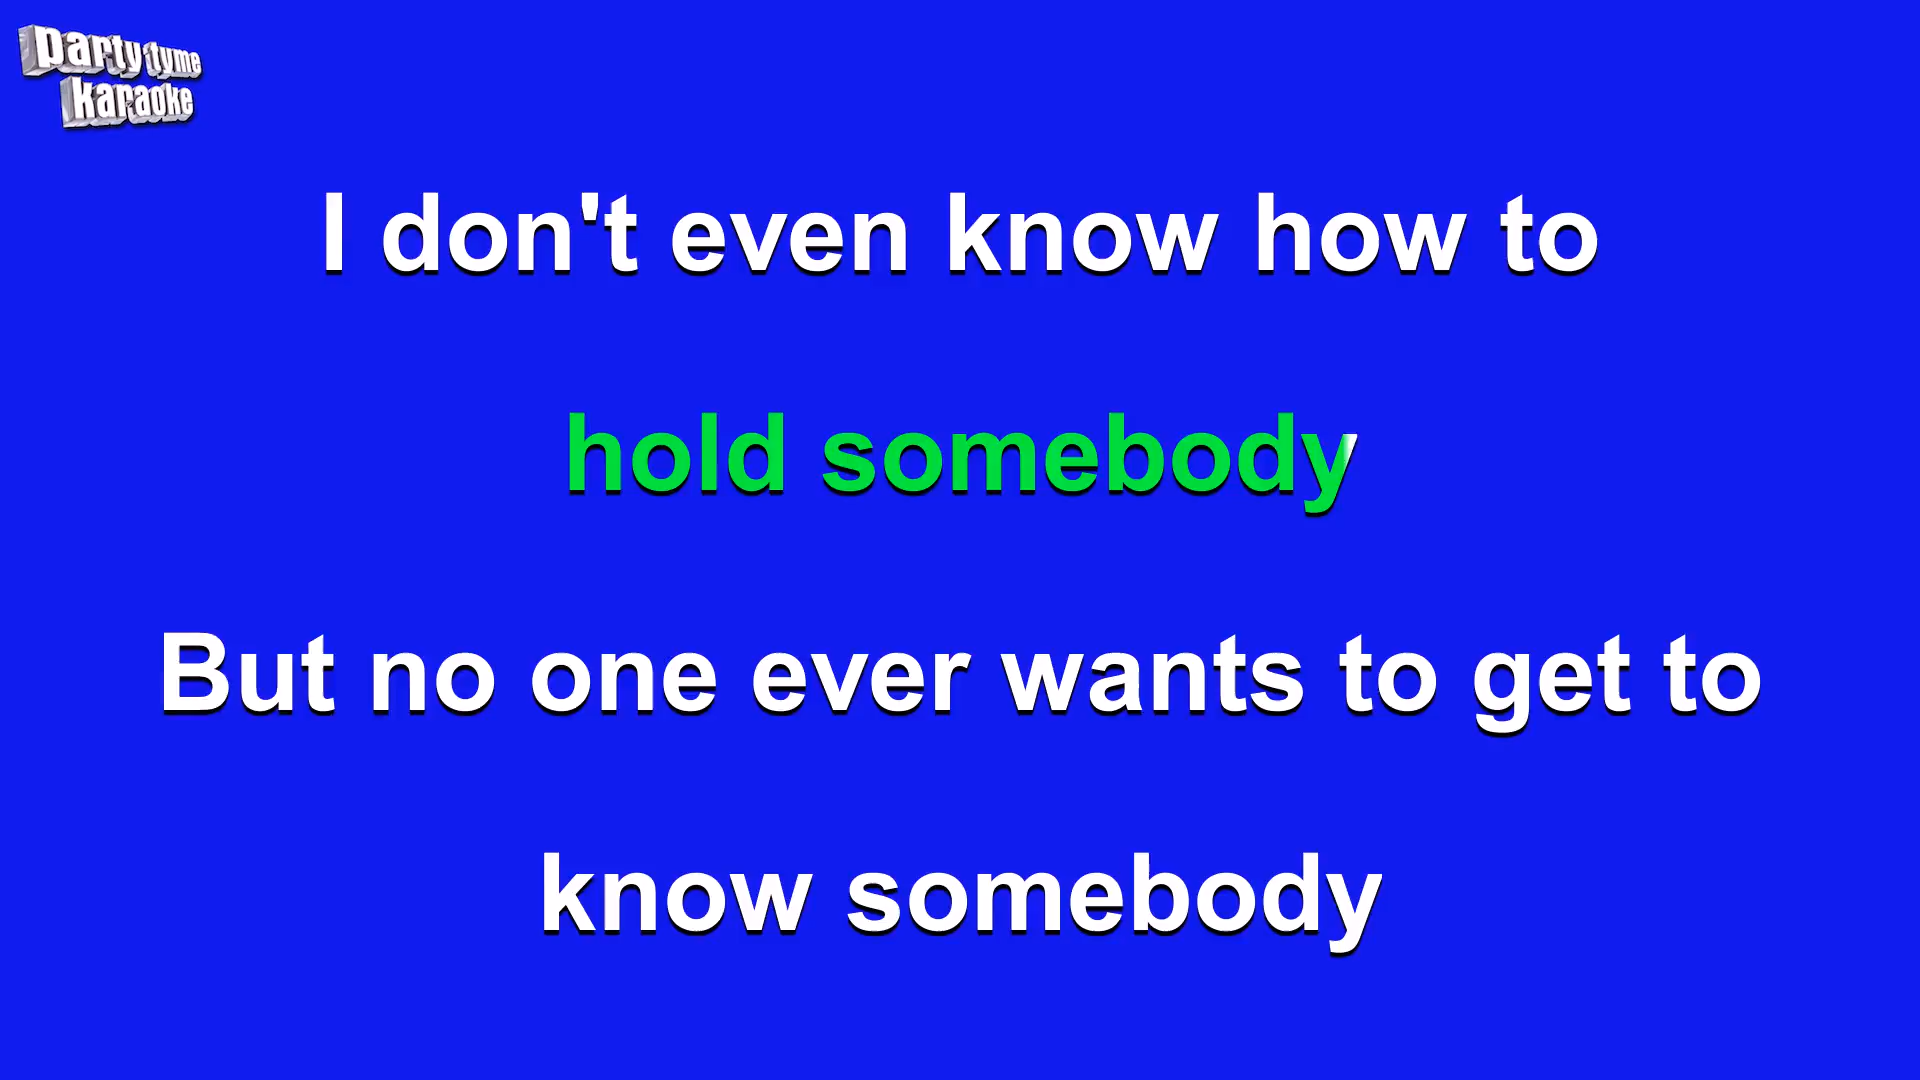 party tyme
karaoke
I don't even know how to
hold somebody
But no one ever wants to get to
know somebody